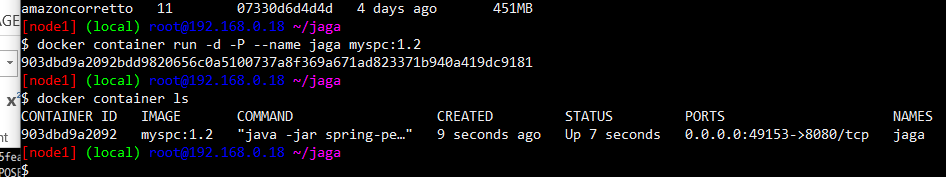 amazoncorretto   11        07330d6d4d4d   4 days ago      451MB
[node1] (local) root@192.168.0.18 ~/jaga
$ docker container run -d -P --name jaga myspc:1.2
903dbd9a2092bdd9820656c0a5100737a8f369a671ad823371b940a419dc9181
[node1] (local) root@192.168.0.18 ~/jaga
$ docker container ls
CONTAINER ID   IMAGE       COMMAND                  CREATED         STATUS         PORTS                     NAMES
903dbd9a2092   myspc:1.2   "java -jar spring-pe…"   9 seconds ago   Up 7 seconds   0.0.0.0:49153->8080/tcp   jaga
[node1] (local) root@192.168.0.18 ~/jaga
$